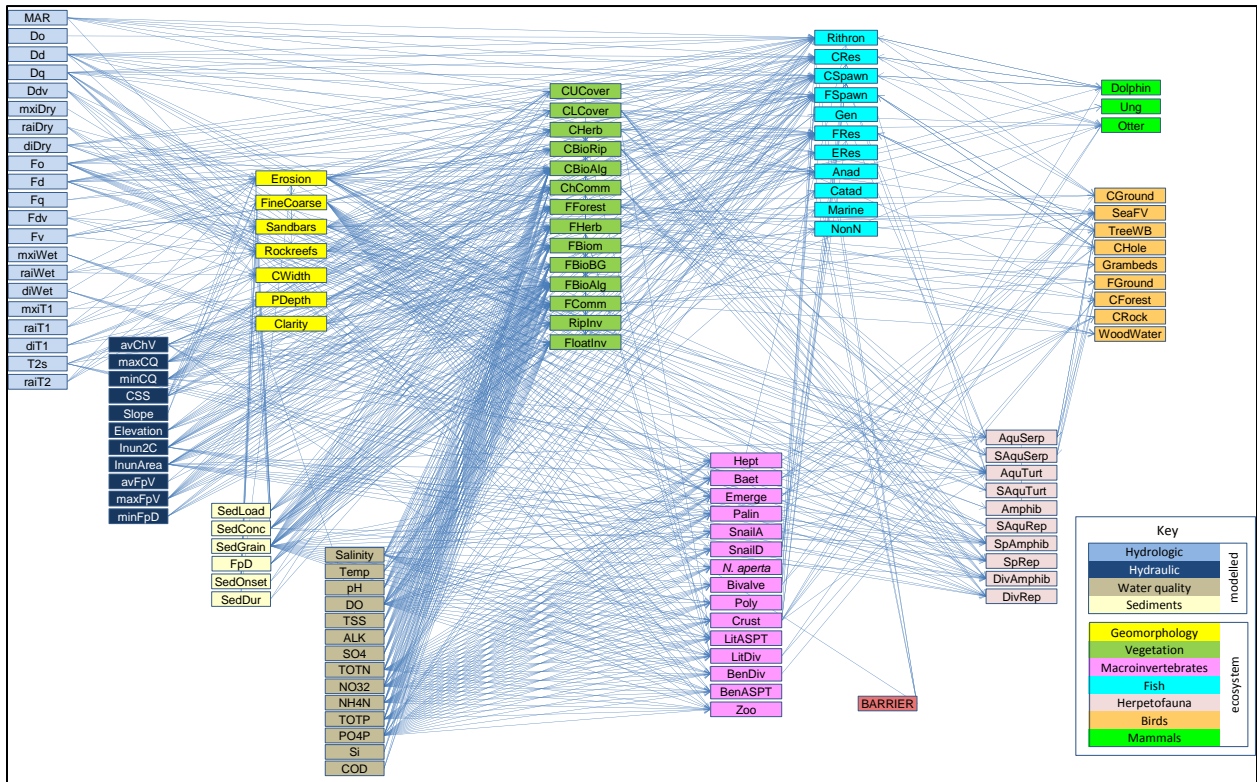 MAR
Do
Dd
Dq
Ddv
mxiDry
raiDry
diDry
Fo
Fd
Fq
Fdv
Fv
mxiWet
raiWet
diWet
mxiT1
raiT1
diT1
T2s
raiT2
avChV
maxCQ
minCQ
CSS
Slope
Elevation
Inun2C
InunArea
avFpV
maxFpV
minFpD
SedLoad
SedConc
SedGrain
FpD
SedOnset
SedDur
Erosion
FineCoarse
Sandbars
Rockreefs
CWidth
PDepth
Clarity
Salinity
Temp
pH
DO
TSS
ALK
SO4
TOTN
NO32
NH4N
TOTP
PO4P
Si
COD
CUCover
CLCover
CHerb
CBioRip
CBioAlg
ChComm
FForest
FHerb
FBiom
FBioBG
FBioAlg
FComm
RipInv
FloatInv
Hept
Baet
Emerge
Palin
SnailA
SnailD
N. aperta
Bivalve
Poly
Crust
LitASPT
LitDiv
BenDiv
BenASPT
Zoo
Rithron
CRes
CSpawn
FSpawn
Gen
FRes
ERes
Anad
Catad
Marine
NonN
BARRIER
AquSerp
SAquSerp
AquTurt
SAquTurt
Amphib
SAquRep
SpAmphib
SpRep
DivAmphib
DivRep
Dolphin
Ung
Otter
CGround
SeaFV
TreeWB
CHole
Grambeds
FGround
CForest
CRock
WoodWater
Key
Hydrologic
Hydraulic
Water quality
Sediments
modelled
Geomorphology
Vegetation
Macroinvertebrates
Fish
Herpetofauna
Birds
Mammals
ecosystem